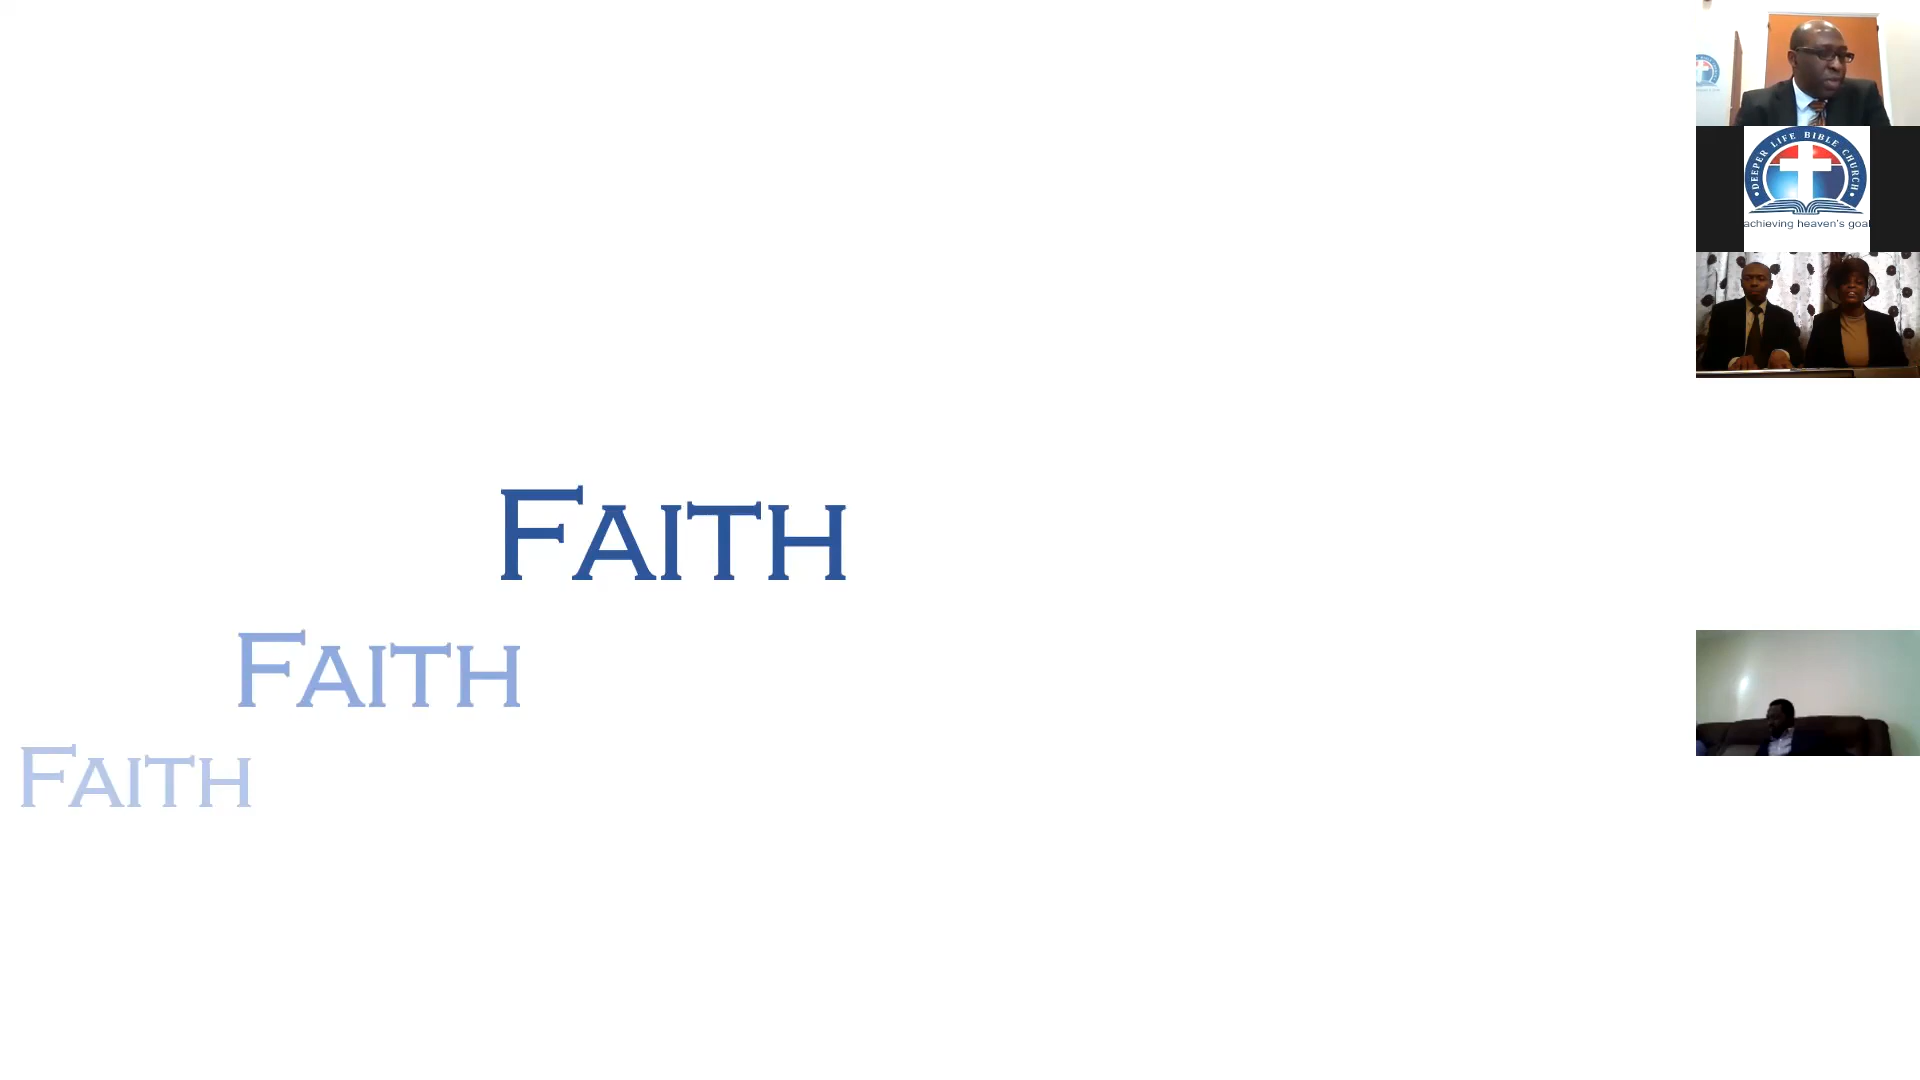 DEEPER LIFE BIBLE CHURCH
achieving heaven's goal
FAITH
FAITH
FAITH